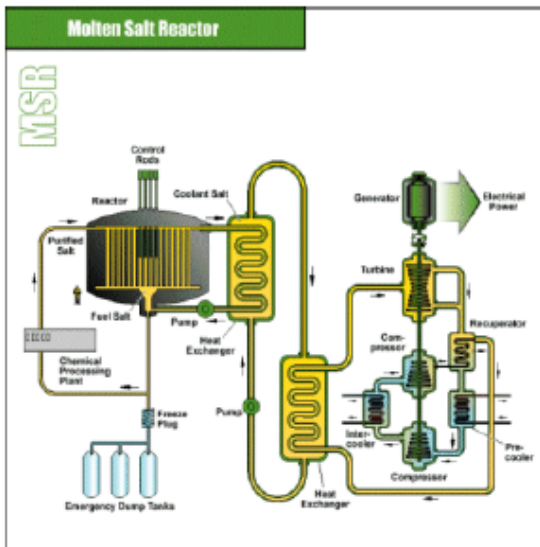 Molten Salt Reactor
MSR
Control
Rods
Coolant Salt
Reactor
Generator
Electrical
Power
Purified
Salt
Turbine
Fuel Salt
Pump
Heat
Exchanger
Com-
pressor
Recuperator
Chemical
Processing
Plant
Freeze
Plug
Pump
Inter-
cooler
Pre-
cooler
Compressor
Heat
Exchanger
Emergency Dump Tanks